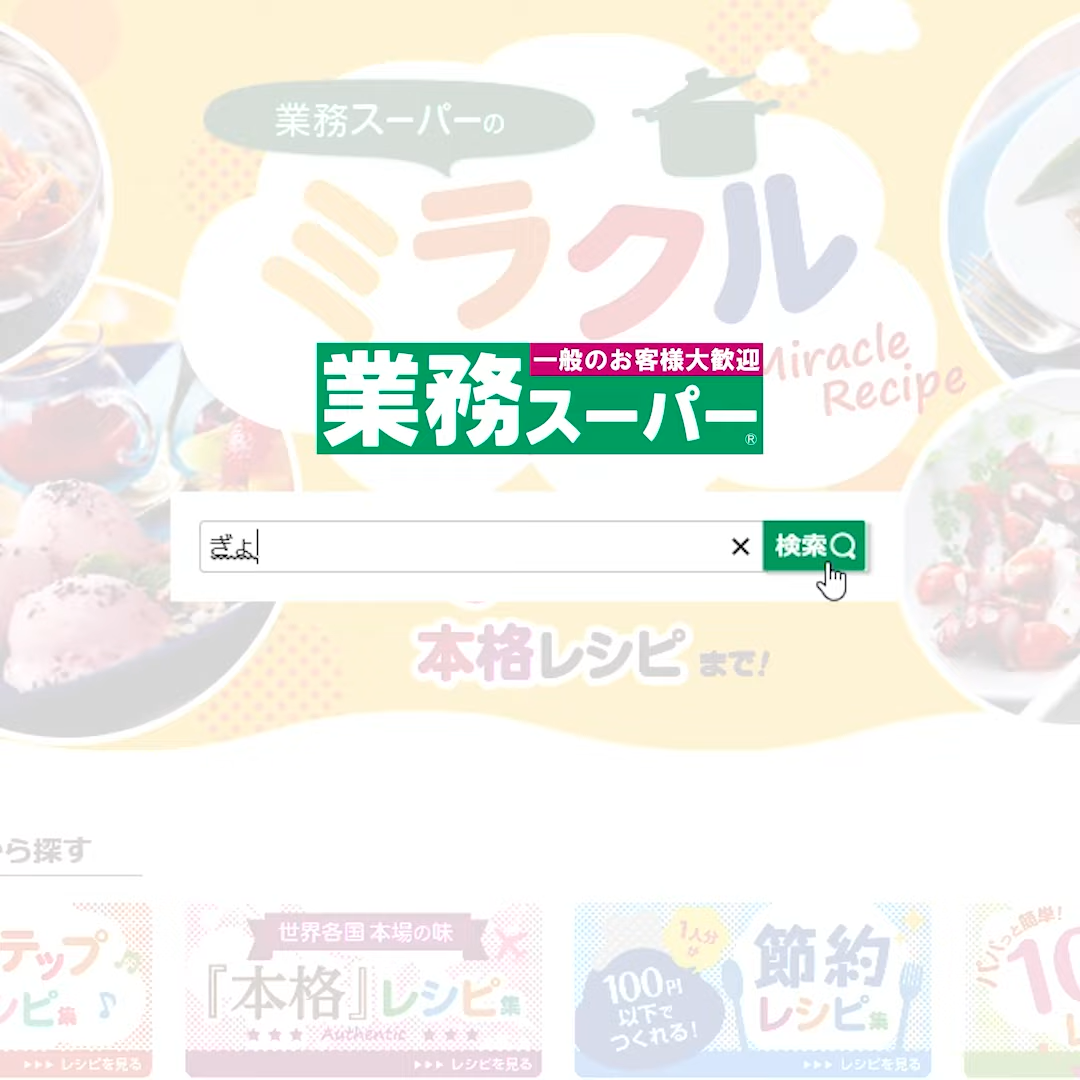 業務スーパーの
ミラクル
Miracle
Recipe
業務スーパー®
一般のお客様大歓迎
ぎょ
検索
本格レシピまで!
ら探す
テップ
レシピ集
レシピを見る
世界各国 本場の味
『本格』レシピ集
Authentic
レシピを見る
1人分が
100円
以下で
つくれる!
節約
レシピ集
レシピを見る
パパっと簡単!
10